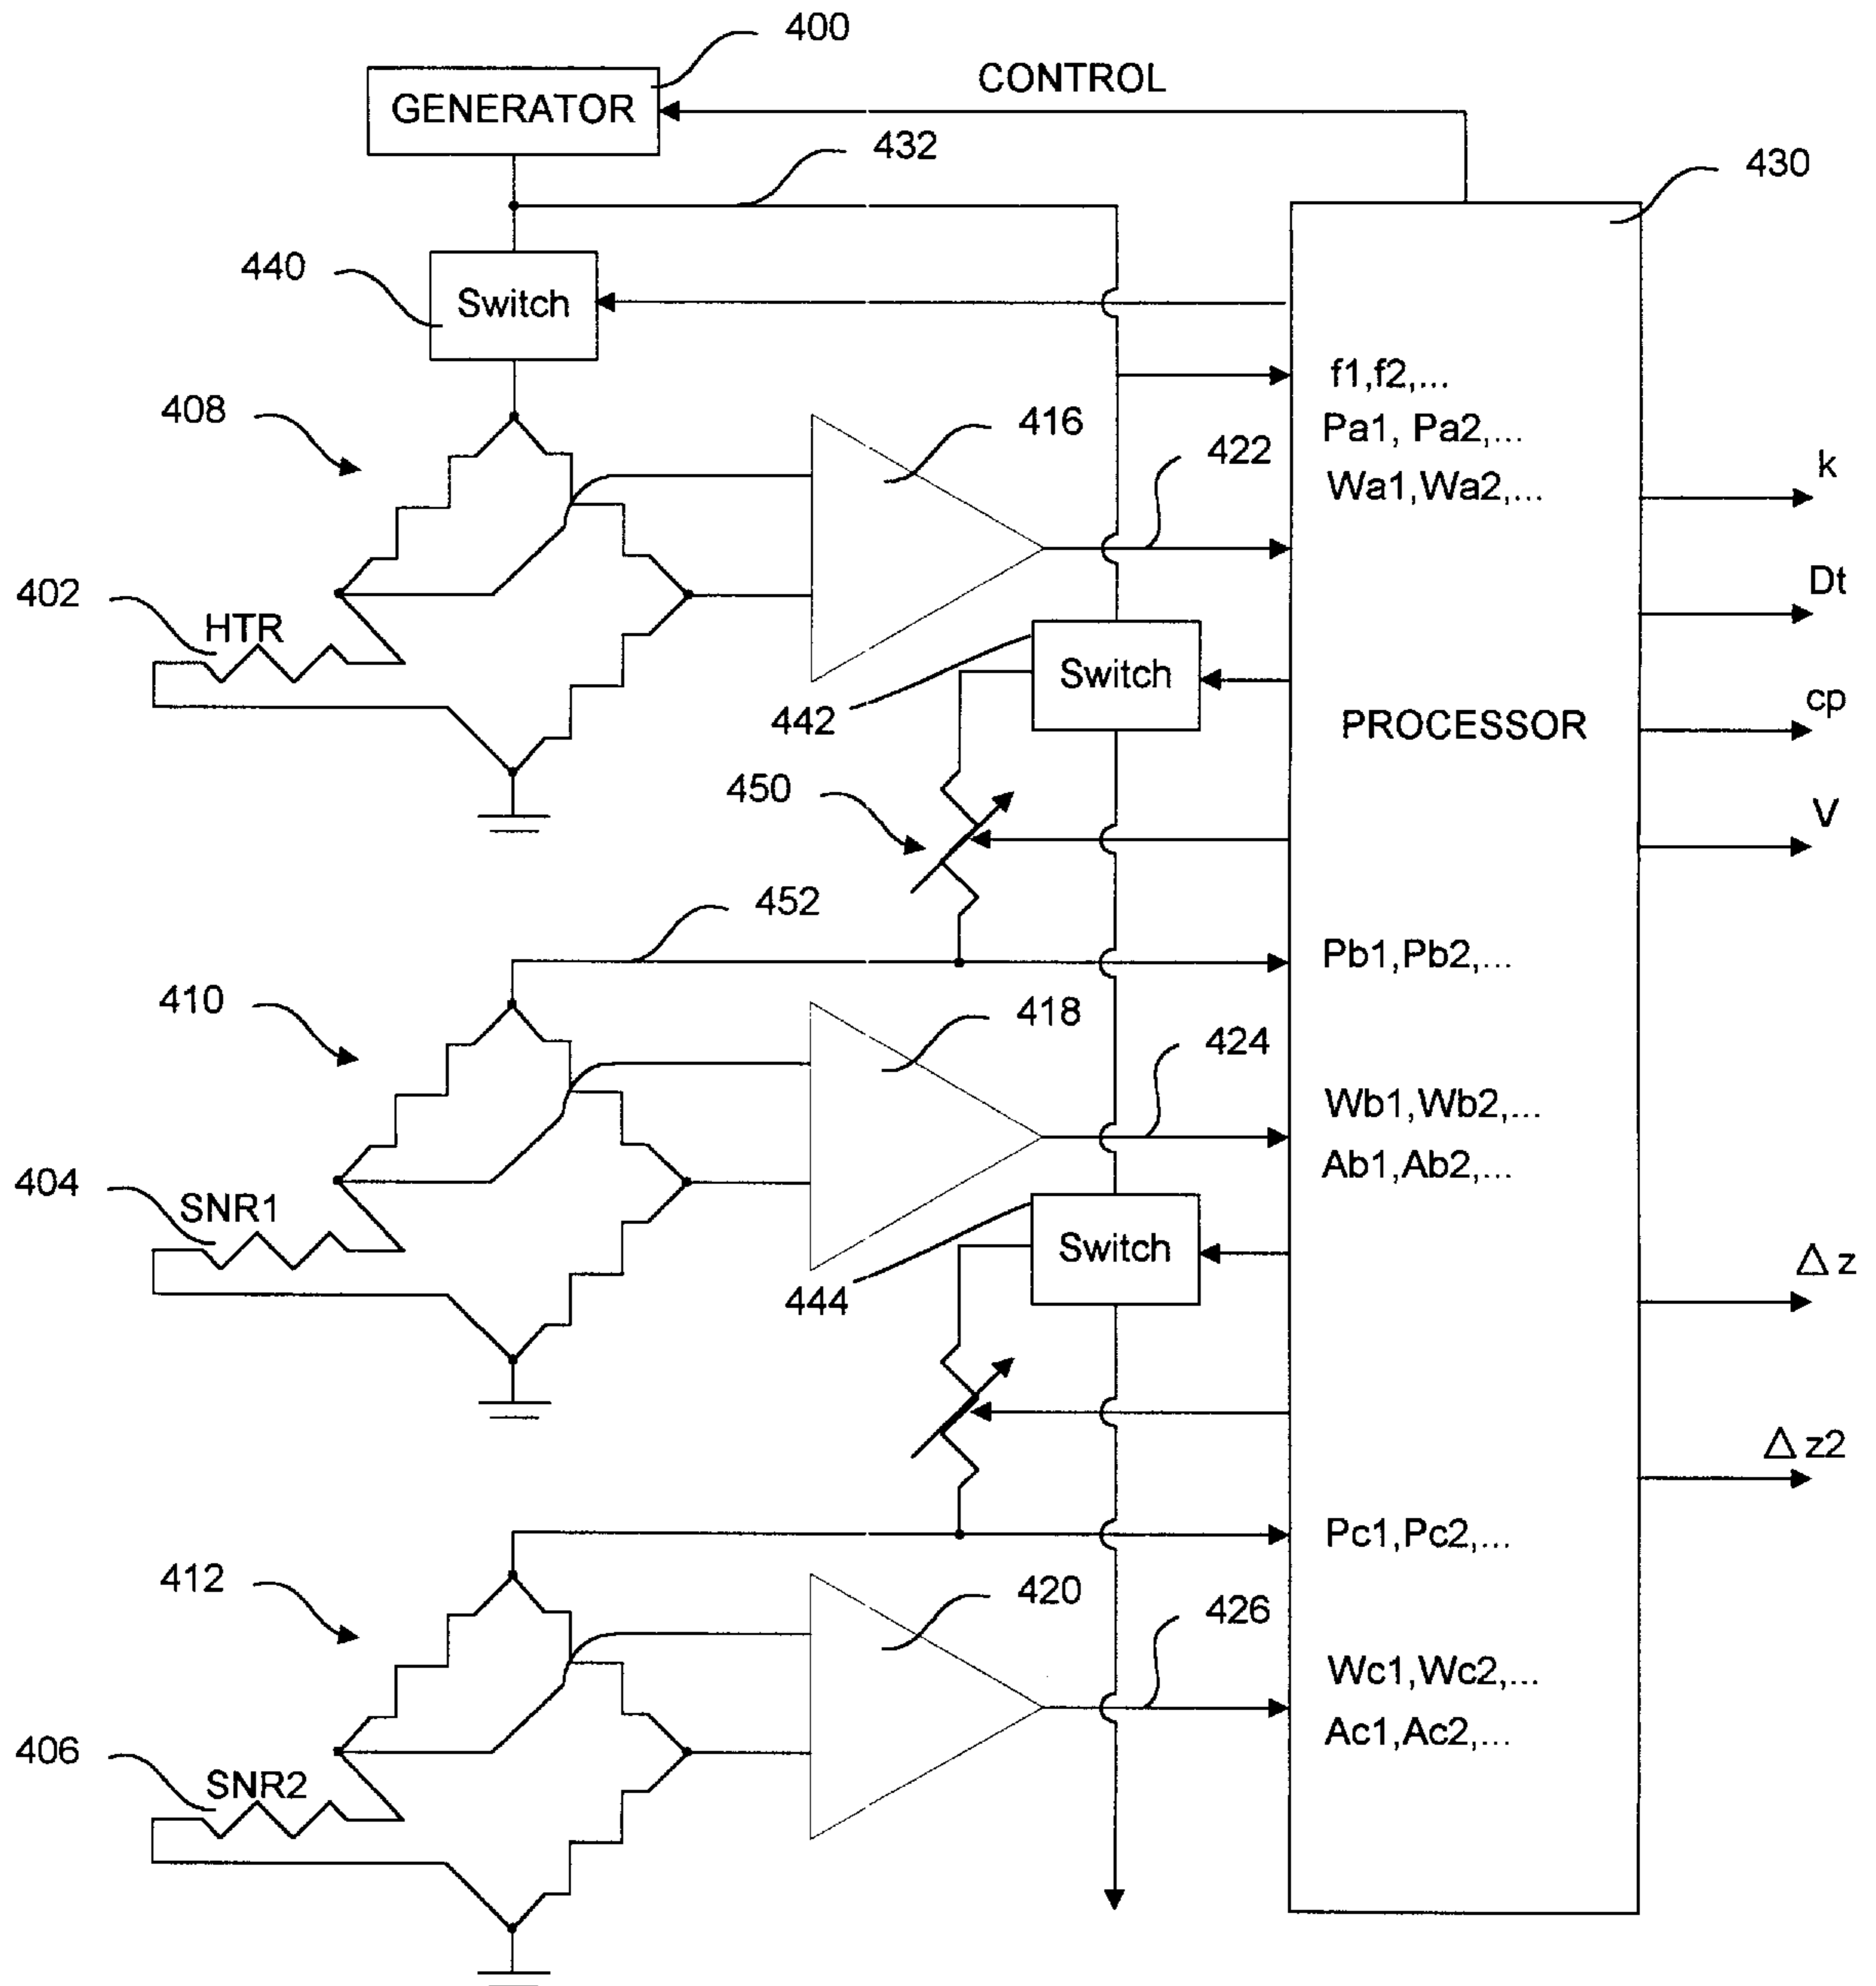 400
GENERATOR
CONTROL
432
430
440
Switch
f1,f2,...
408
416
Pa1, Pa2,...
422
k
Wa1,Wa2,...
402
HTR
Dt
Switch
442
PROCESSOR
cp
450
V
452
Pb1,Pb2,...
410
418
424
Wb1,Wb2,...
404
SNR1
Ab1,Ab2,...
Switch
444
Δ z
Δ z2
Pc1,Pc2,...
412
420
426
Wc1,Wc2,...
406
SNR2
Ac1,Ac2,...